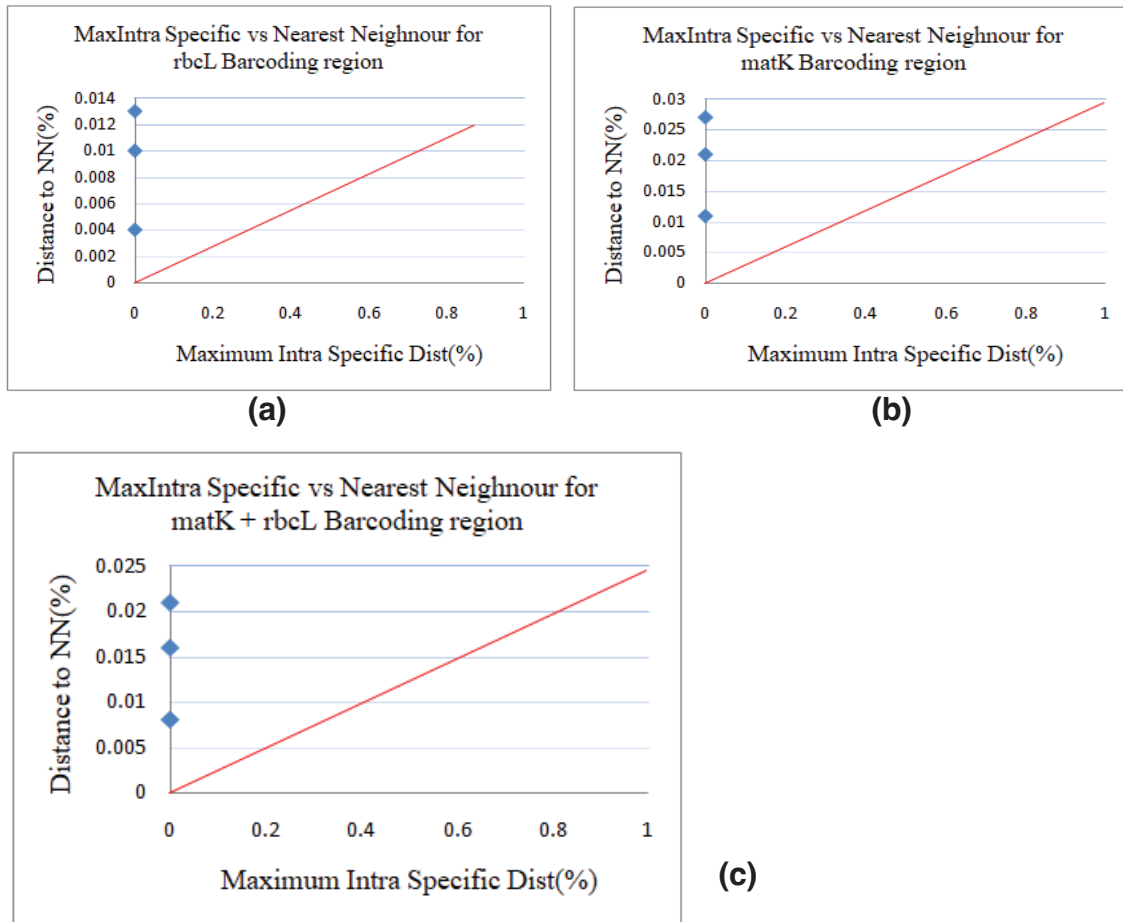 MaxIntra Specific vs Nearest Neighnour for
rbcL Barcoding region
Distance to NN(%)
0.014
0.012
0.01
0.008
0.006
0.004
0.002
0
0 0.2 0.4 0.6 0.8 1
Maximum Intra Specific Dist(%)
(a)
MaxIntra Specific vs Nearest Neighnour for
matK Barcoding region
Distance to NN(%)
0.03
0.025
0.02
0.015
0.01
0.005
0
0 0.2 0.4 0.6 0.8 1
Maximum Intra Specific Dist(%)
(b)
MaxIntra Specific vs Nearest Neighnour for
matK + rbcL Barcoding region
Distance to NN(%)
0.025
0.02
0.015
0.01
0.005
0
0 0.2 0.4 0.6 0.8 1
Maximum Intra Specific Dist(%)
(c)